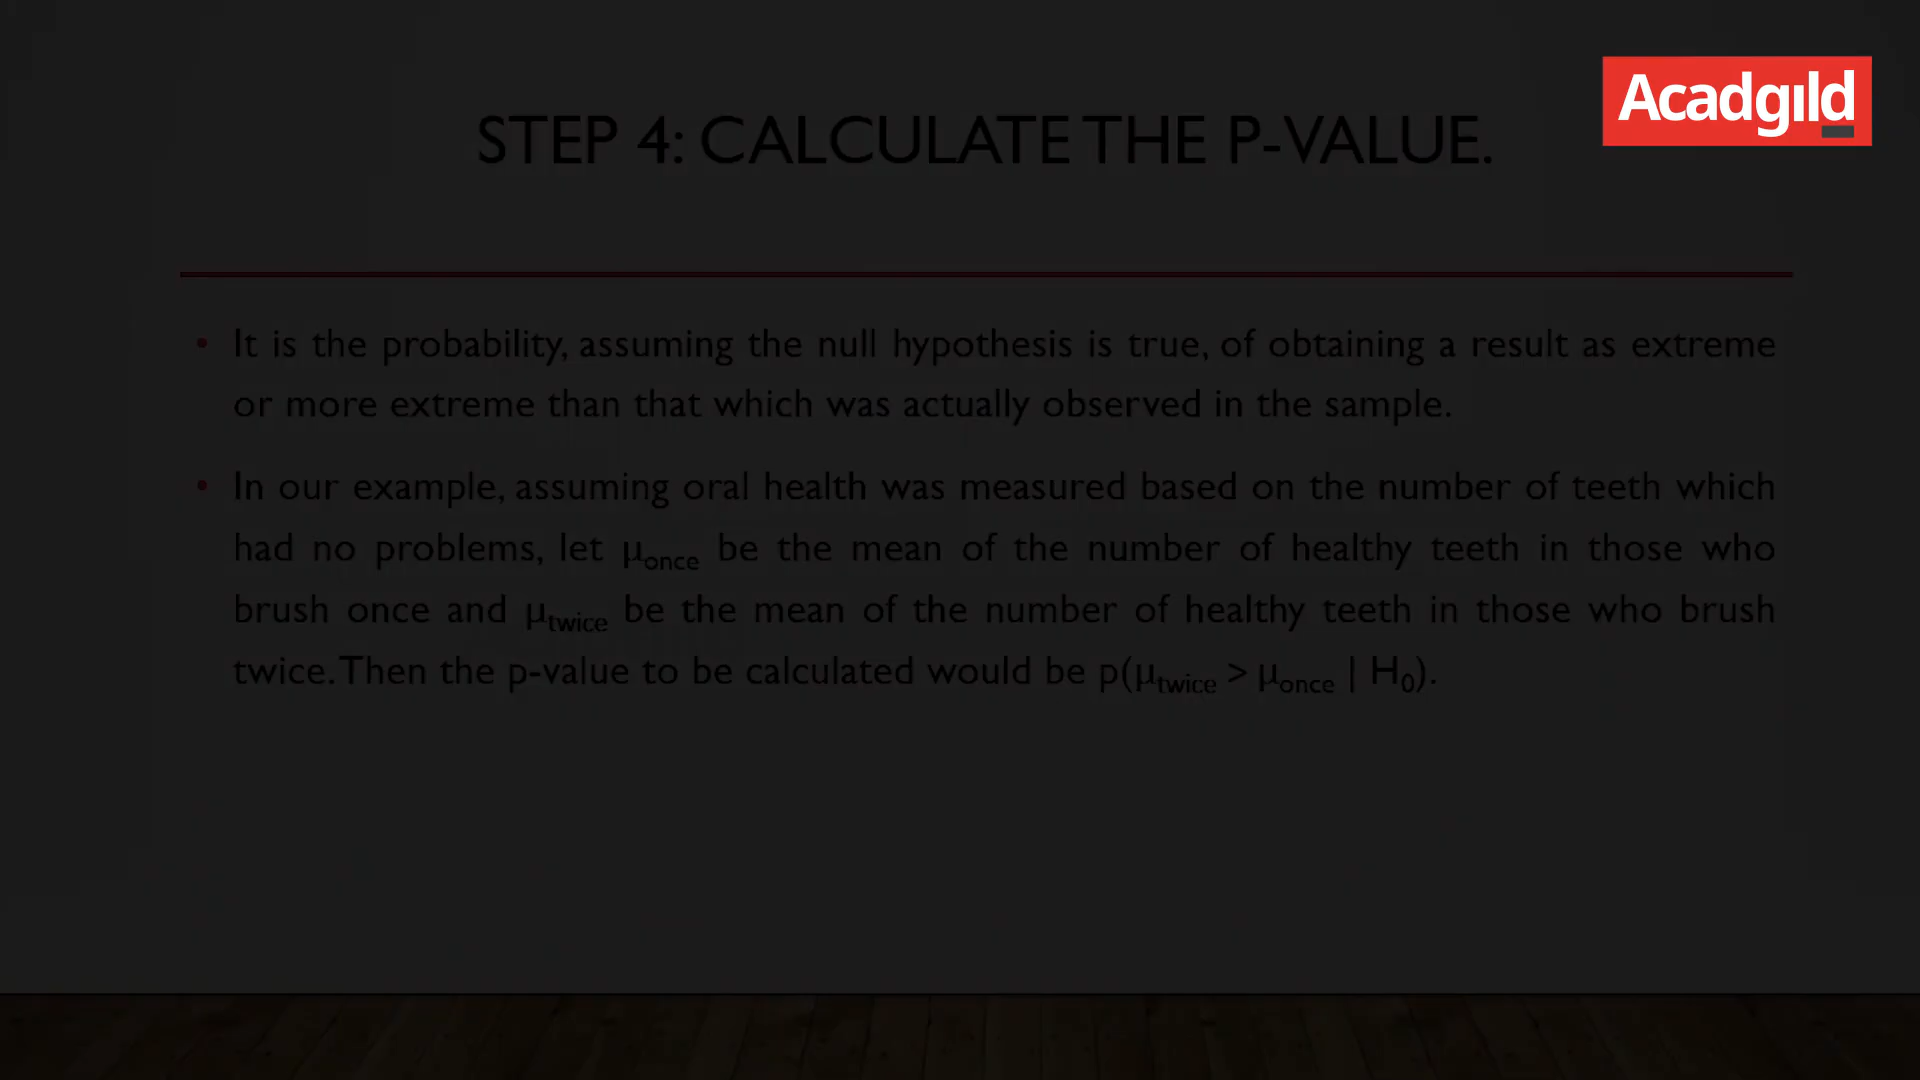 Acadgild
STEP 4: CALCULATE THE P-VALUE.
• It is the probability, assuming the null hypothesis is true, of obtaining a result as extreme
or more extreme than that which was actually observed in the sample.
• In our example, assuming oral health was measured based on the number of teeth which
had no problems, let μonce be the mean of the number of healthy teeth in those who
brush once and μtwice be the mean of the number of healthy teeth in those who brush
twice. Then the p-value to be calculated would be p(μtwice > μonce | H0).